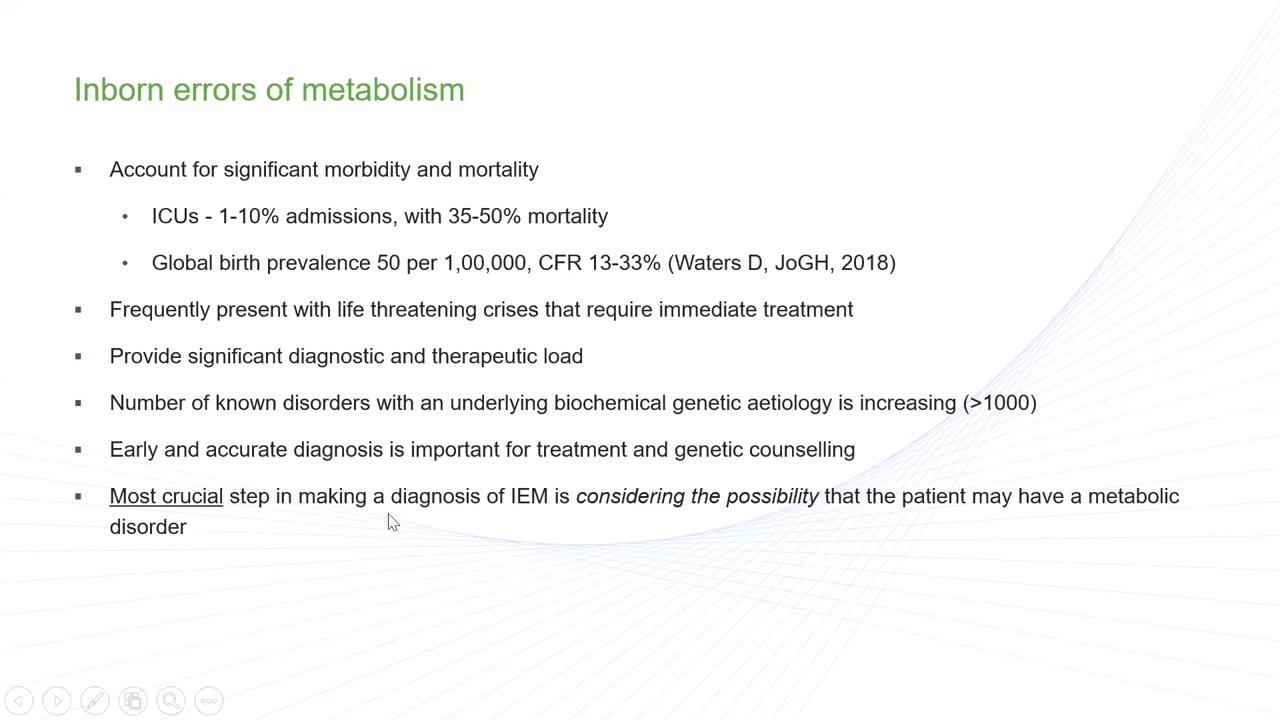 Inborn errors of metabolism
Account for significant morbidity and mortality
ICUs - 1-10% admissions, with 35-50% mortality
Global birth prevalence 50 per 1,00,000, CFR 13-33% (Waters D, JoGH, 2018)
Frequently present with life threatening crises that require immediate treatment
Provide significant diagnostic and therapeutic load
Number of known disorders with an underlying biochemical genetic aetiology is increasing (>1000)
Early and accurate diagnosis is important for treatment and genetic counselling
Most crucial step in making a diagnosis of IEM is considering the possibility that the patient may have a metabolic
disorder